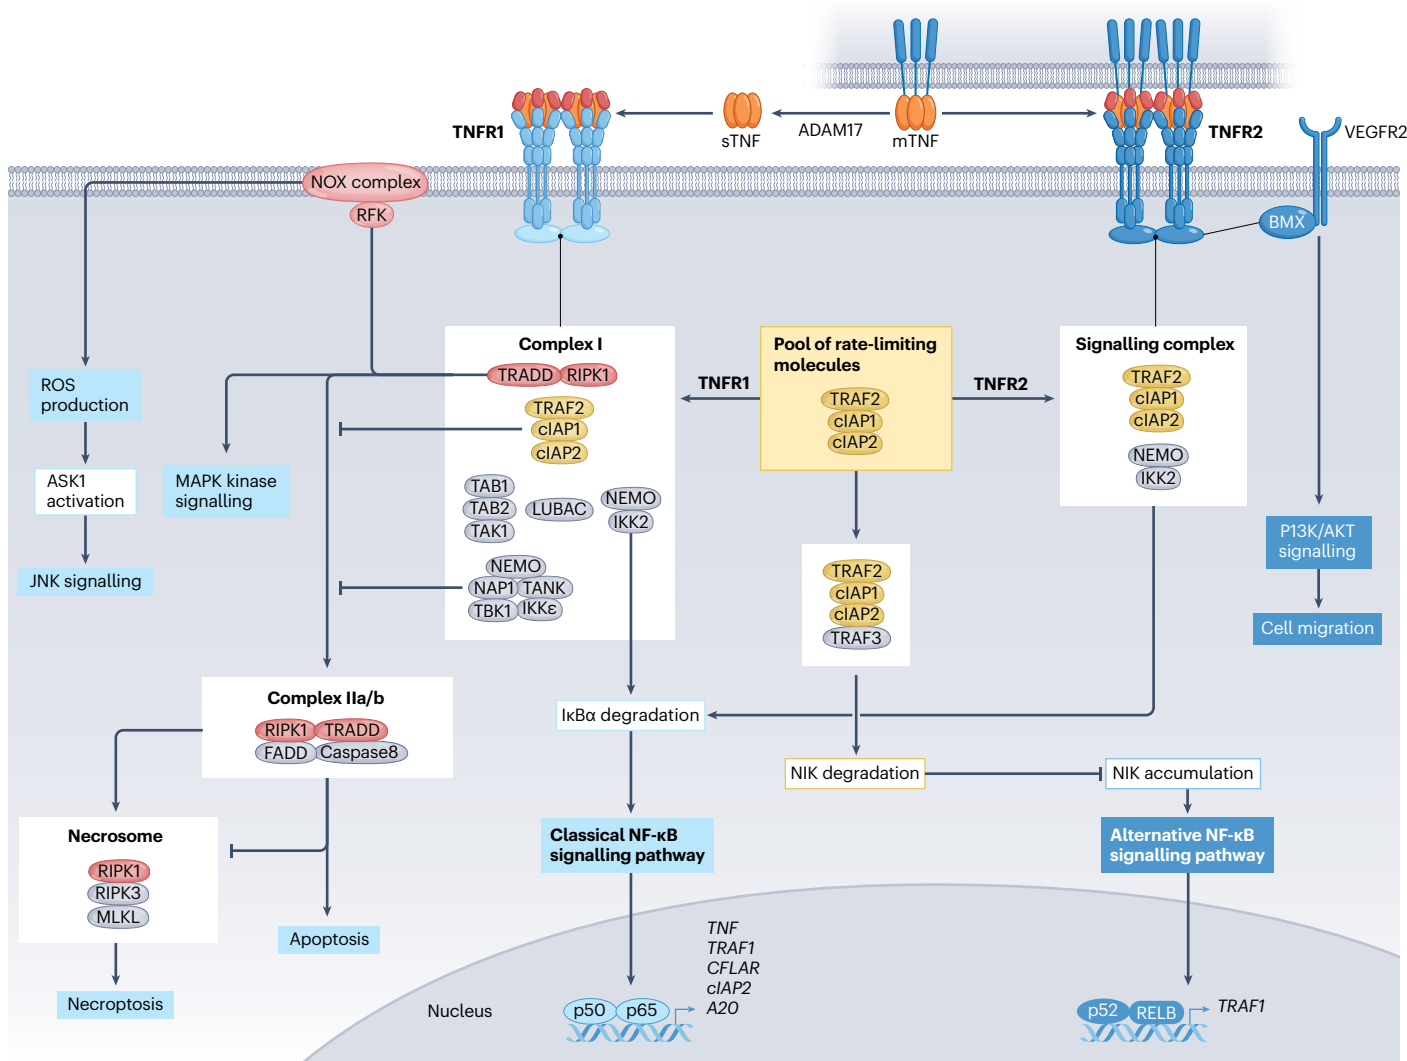 TNFR1
sTNF
ADAM17
mTNF
TNFR2
VEGFR2
NOX complex
RFK
BMX
ROS
production
ASK1
activation
JNK signalling
MAPK kinase
signalling
Complex I
TRADD
RIPK1
TRAF2
cIAP1
cIAP2
TAB1
TAB2
TAK1
LUBAC
NEMO
IKK2
NEMO
NAP1
TANK
TBK1
IKKε
TNFR1
Pool of rate-limiting
molecules
TRAF2
cIAP1
cIAP2
TNFR2
Signalling complex
TRAF2
cIAP1
cIAP2
NEMO
IKK2
TRAF2
cIAP1
cIAP2
TRAF3
P13K/AKT
signalling
Cell migration
Complex IIa/b
RIPK1
TRADD
FADD
Caspase8
IκBα degradation
NIK degradation
NIK accumulation
Necrosome
RIPK1
RIPK3
MLKL
Necroptosis
Apoptosis
Classical NF-κB
signalling pathway
Alternative NF-κB
signalling pathway
Nucleus
p50
p65
TNF
TRAF1
CFLAR
cIAP2
A20
p52
RELB
TRAF1